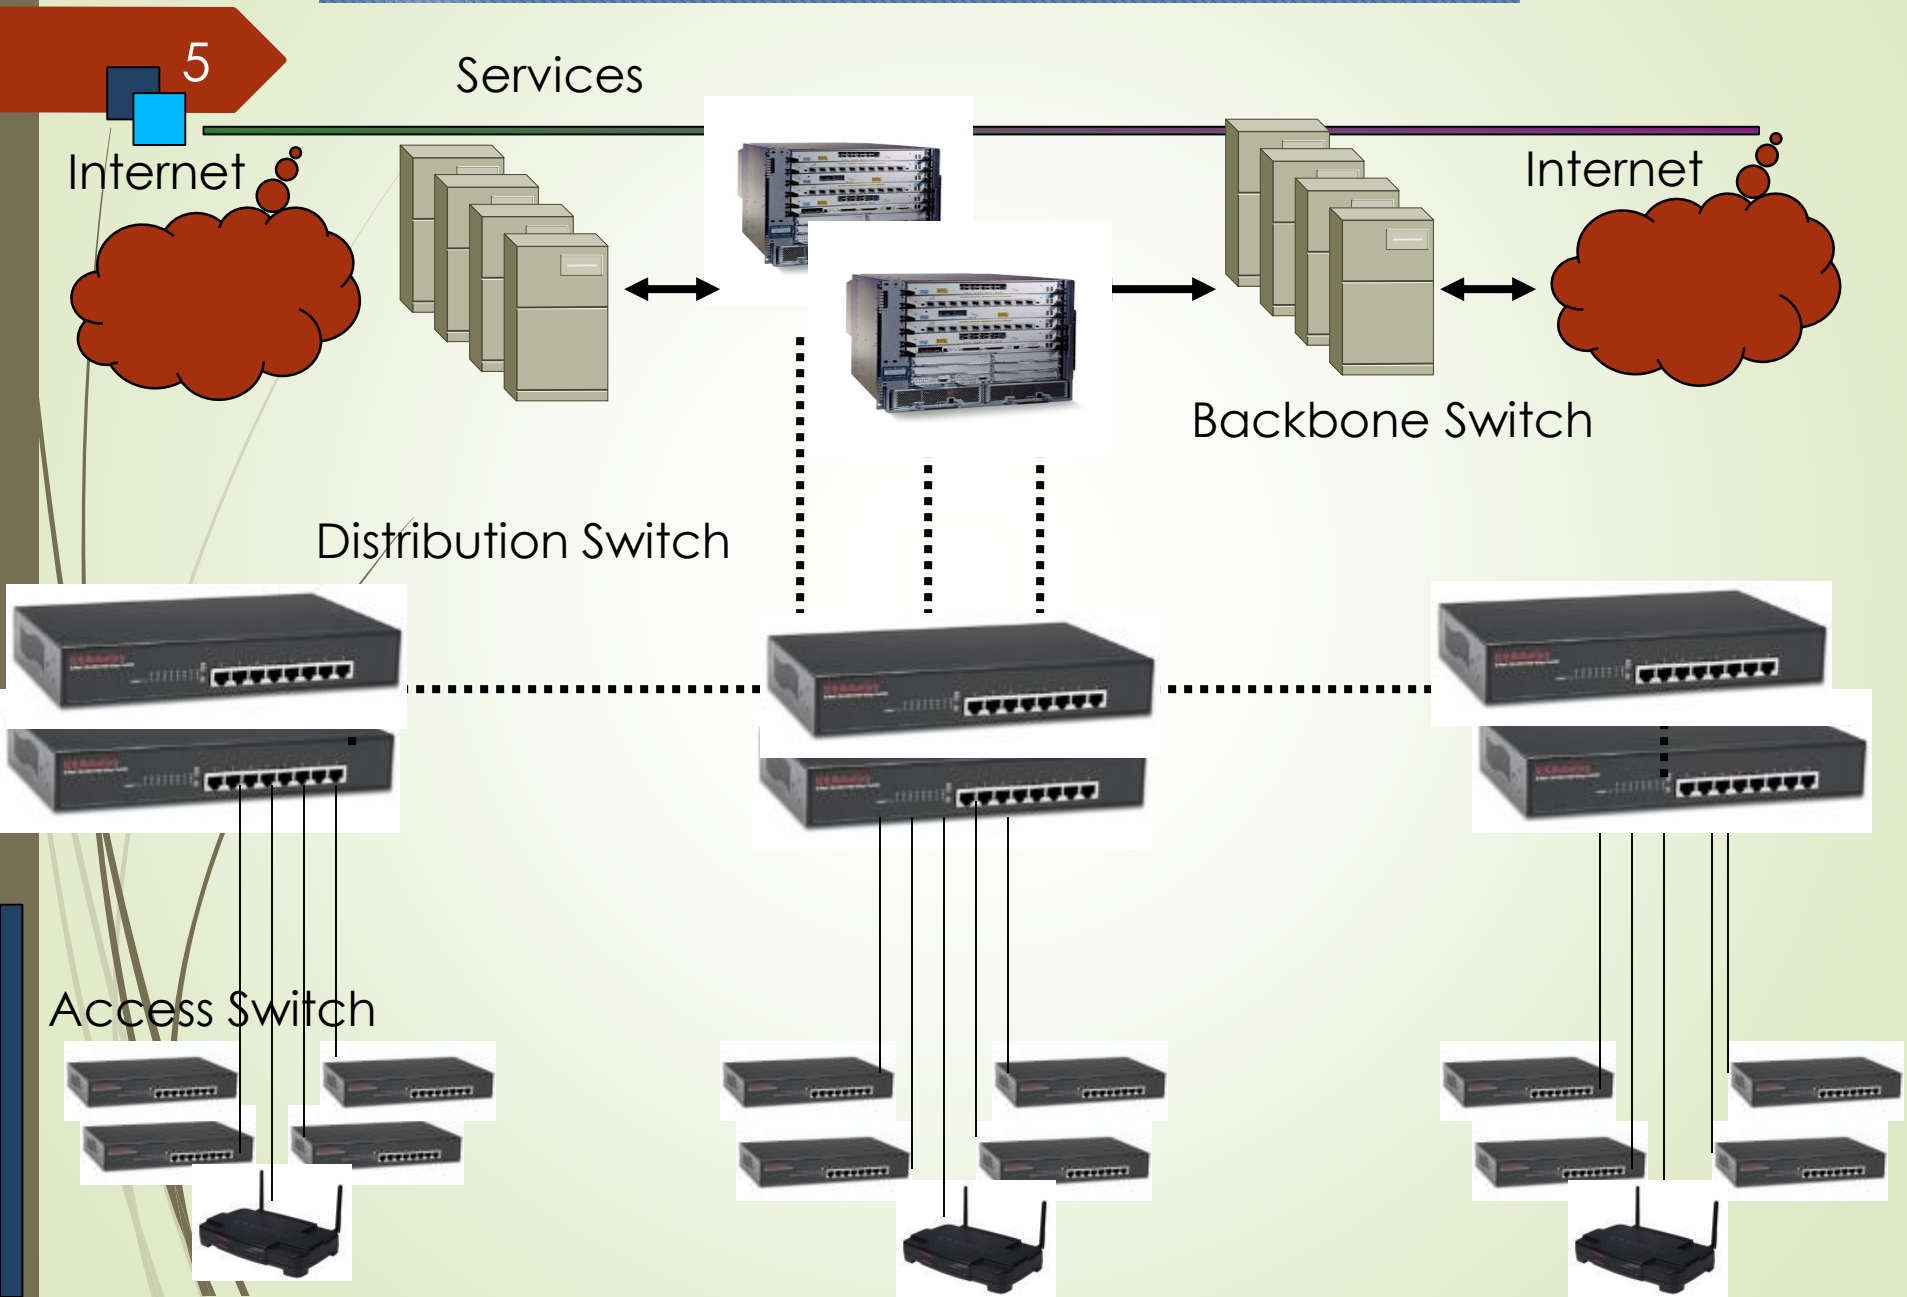 5
Services
Internet
Internet
Backbone Switch
Distribution Switch
Access Switch